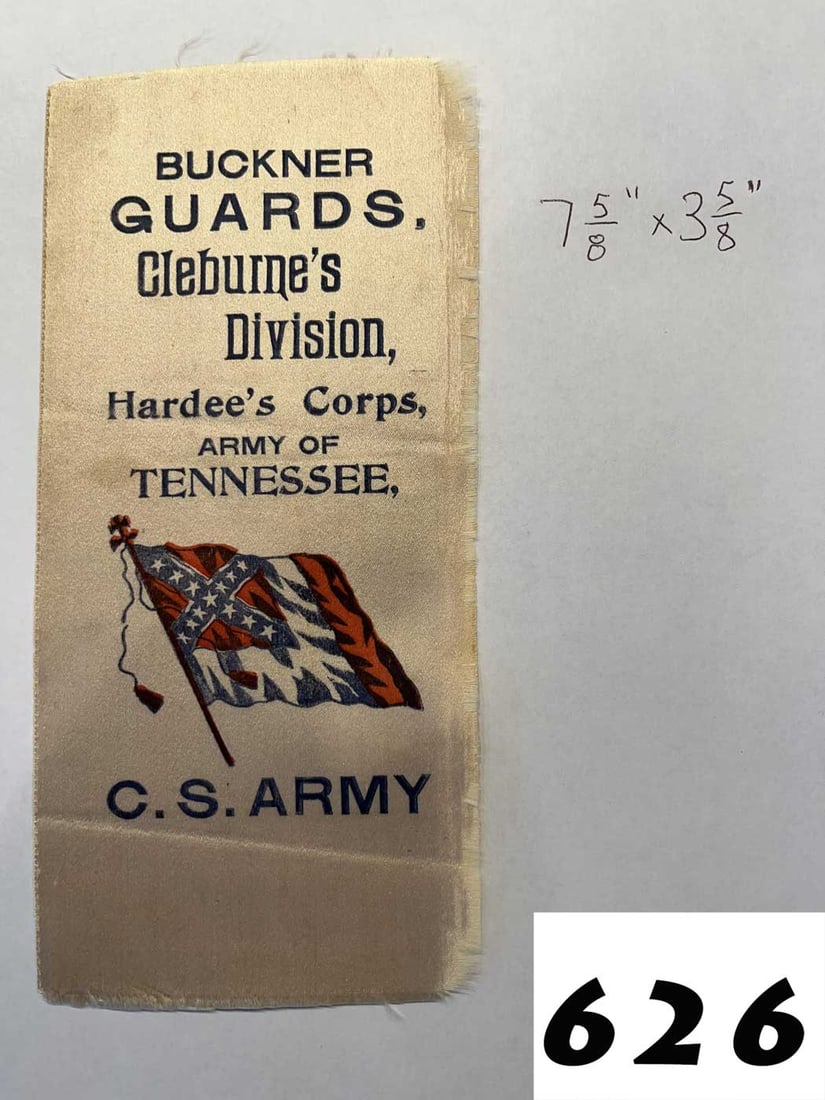 BUCKNER
GUARDS,
Cleburne's
Division,
Hardee's Corps,
ARMY OF
TENNESSEE,
C.S. ARMY
7 5/8" x 3 5/8"
626